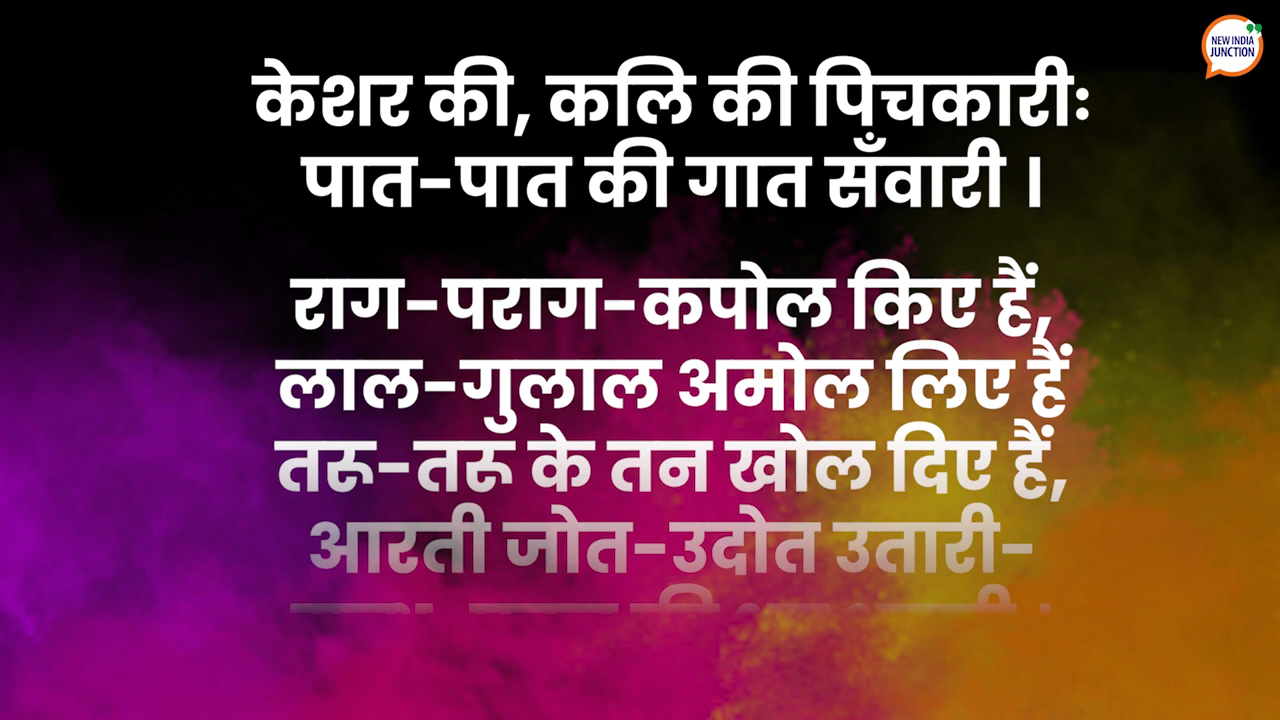 NEW INDIA
JUNCTION
केशर की, कलि की पिचकारीः
पात-पात की गात सँवारी ।
राग-पराग-कपोल किए हैं,
लाल-गुलाल अमोल लिए हैं
तरू-तरू के तन खोल दिए हैं,
आरती जोत-उदोत उतारी-